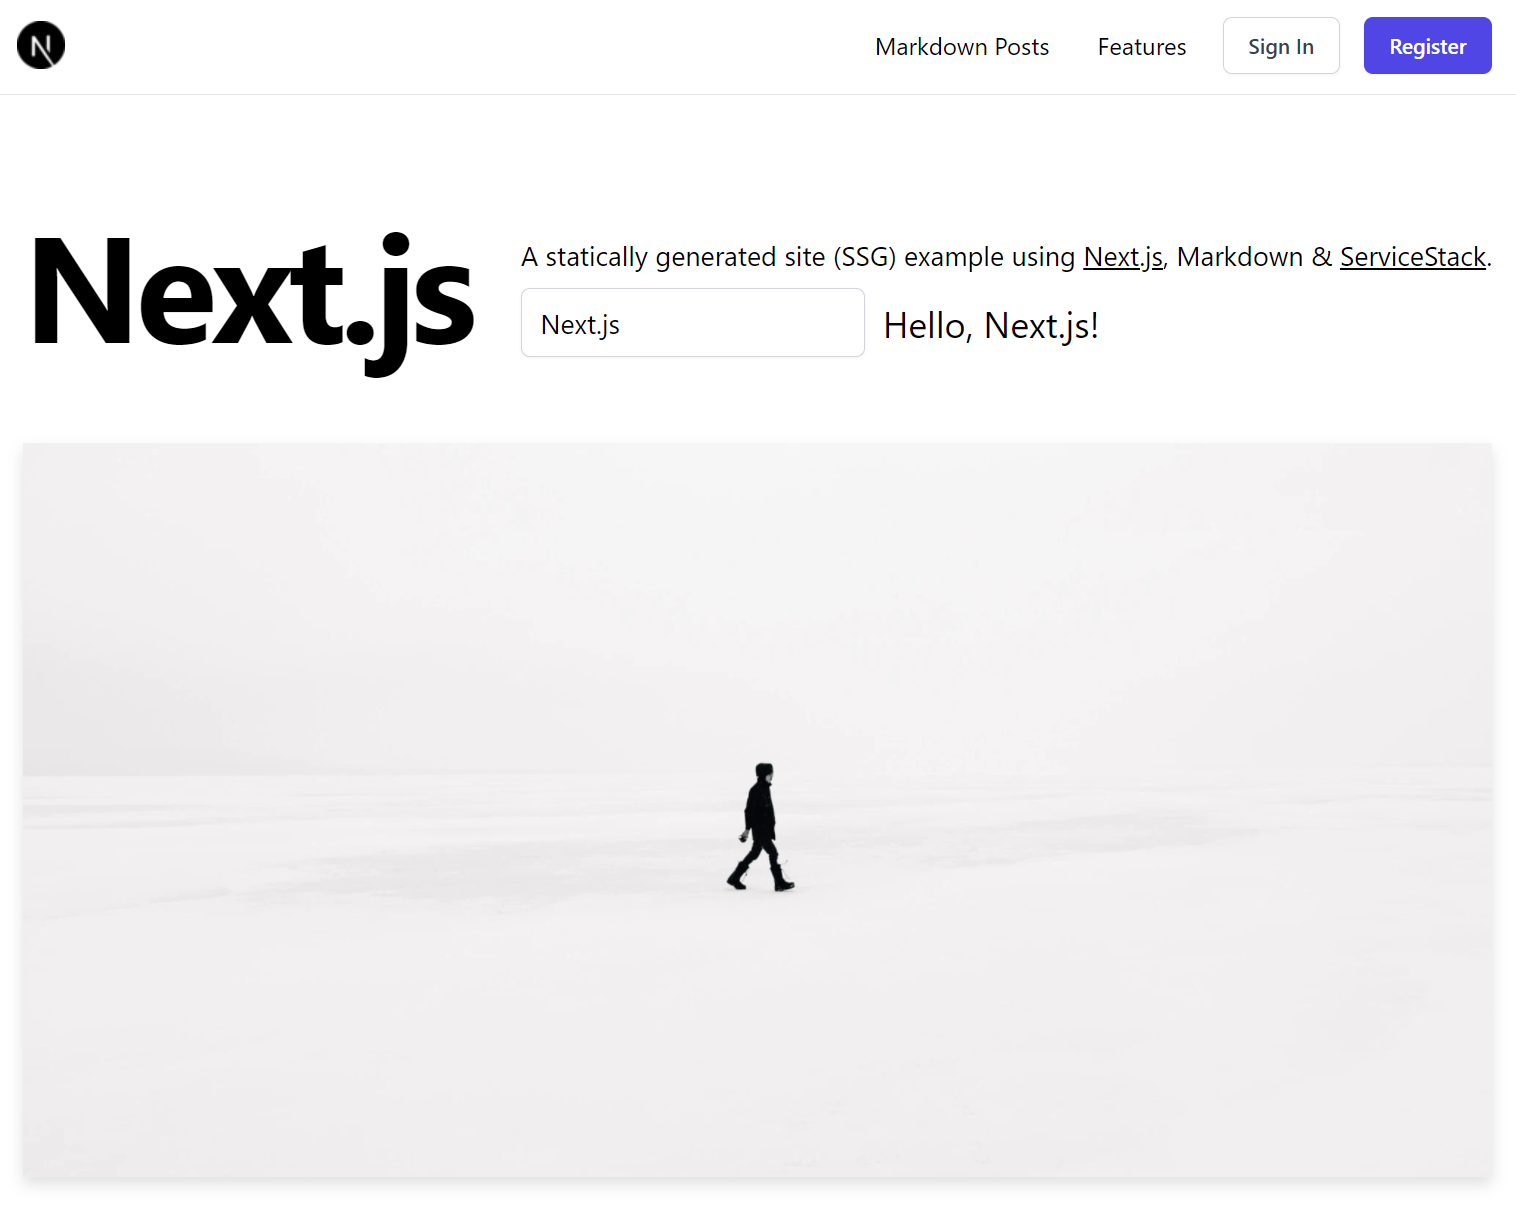 N
Markdown Posts Features Sign In Register
Next.js
A statically generated site (SSG) example using Next.js, Markdown & ServiceStack.
Next.js
Hello, Next.js!